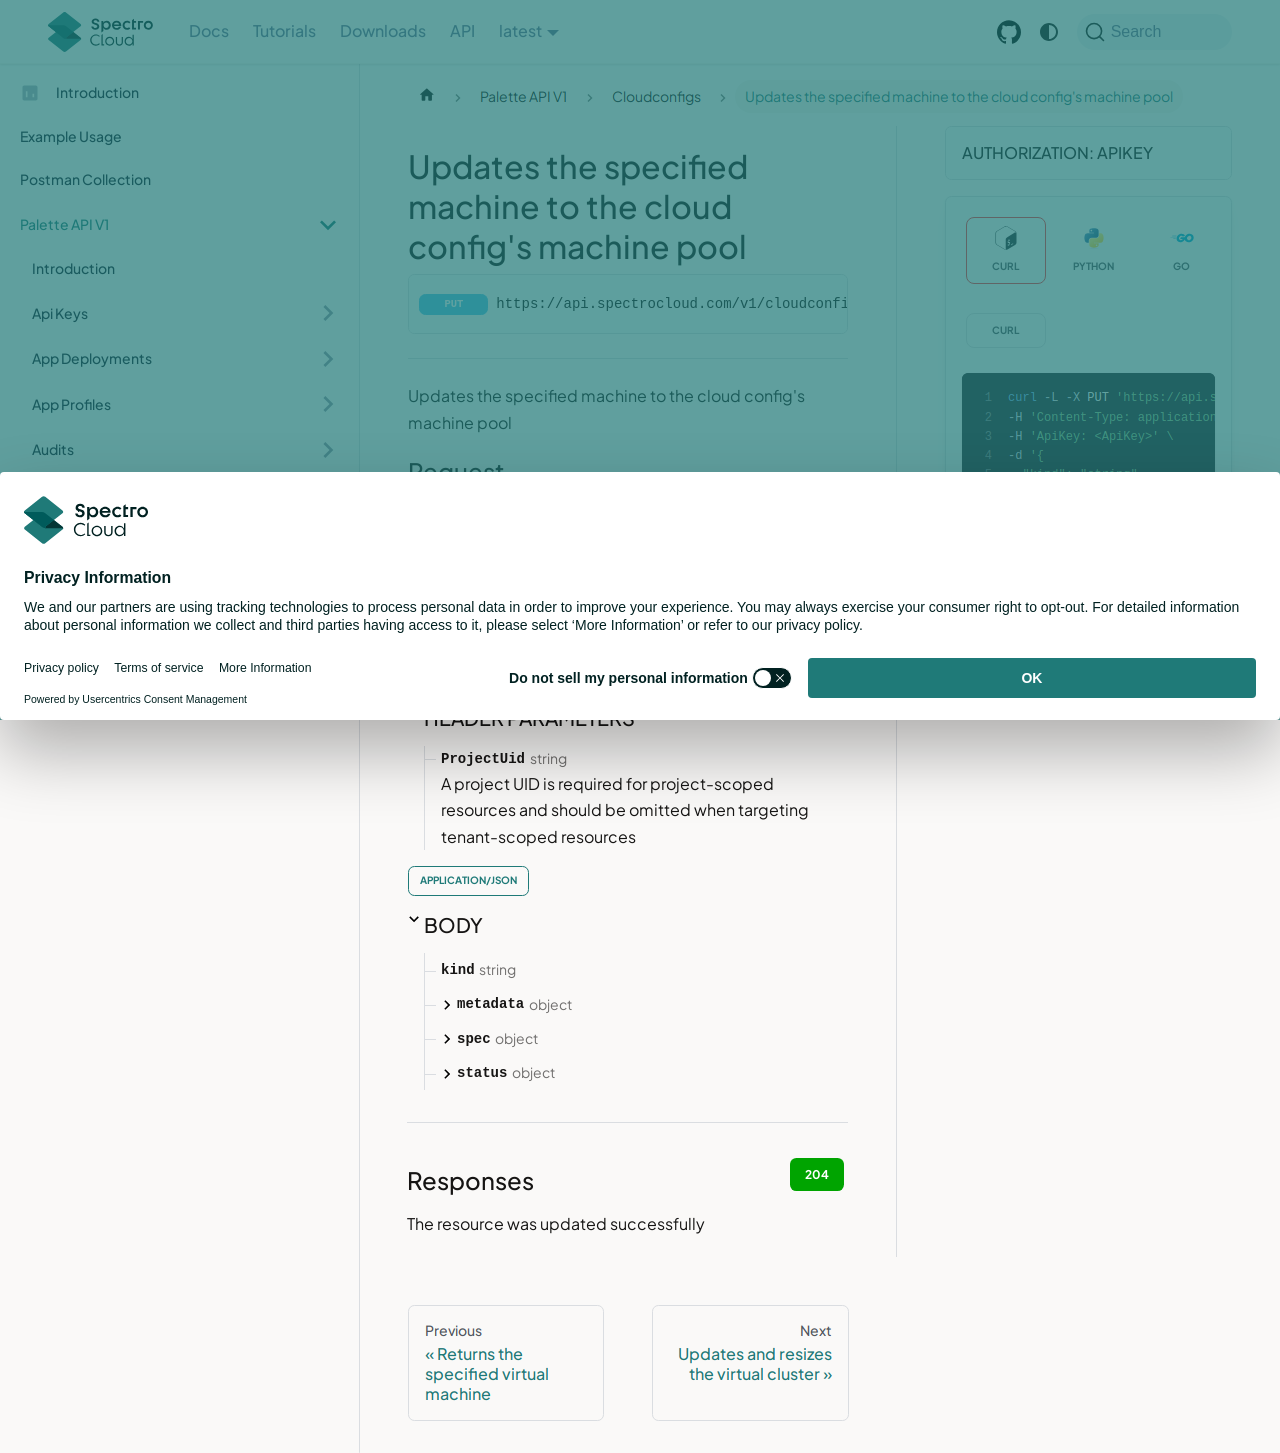 Spectro
Cloud
Docs
Tutorials
Downloads
API
latest
Search
Introduction
Example Usage
Postman Collection
Palette API V1
Introduction
Api Keys
App Deployments
App Profiles
Audits
Palette API V1
Cloudconfigs
Updates the specified machine to the cloud config's machine pool
Updates the specified
machine to the cloud
config's machine pool
PUT
https://api.spectrocloud.com/v1/cloudconfi
Updates the specified machine to the cloud config's
machine pool
Request
AUTHORIZATION: APIKEY
CURL
PYTHON
GO
CURL
1 curl -L -X PUT 'https://api.s
2 -H 'Content-Type: application
3 -H 'ApiKey: <ApiKey>' \
4 -d '{
Spectro
Cloud
Privacy Information
We and our partners are using tracking technologies to process personal data in order to improve your experience. You may always exercise your consumer right to opt-out. For detailed information
about personal information we collect and third parties having access to it, please select ‘More Information’ or refer to our privacy policy.
Privacy policy
Terms of service
More Information
Powered by Usercentrics Consent Management
Do not sell my personal information
OK
HEADER PARAMETERS
ProjectUid string
A project UID is required for project-scoped
resources and should be omitted when targeting
tenant-scoped resources
APPLICATION/JSON
BODY
kind string
metadata object
spec object
status object
Responses
204
The resource was updated successfully
Previous
« Returns the
specified virtual
machine
Next
Updates and resizes
the virtual cluster »